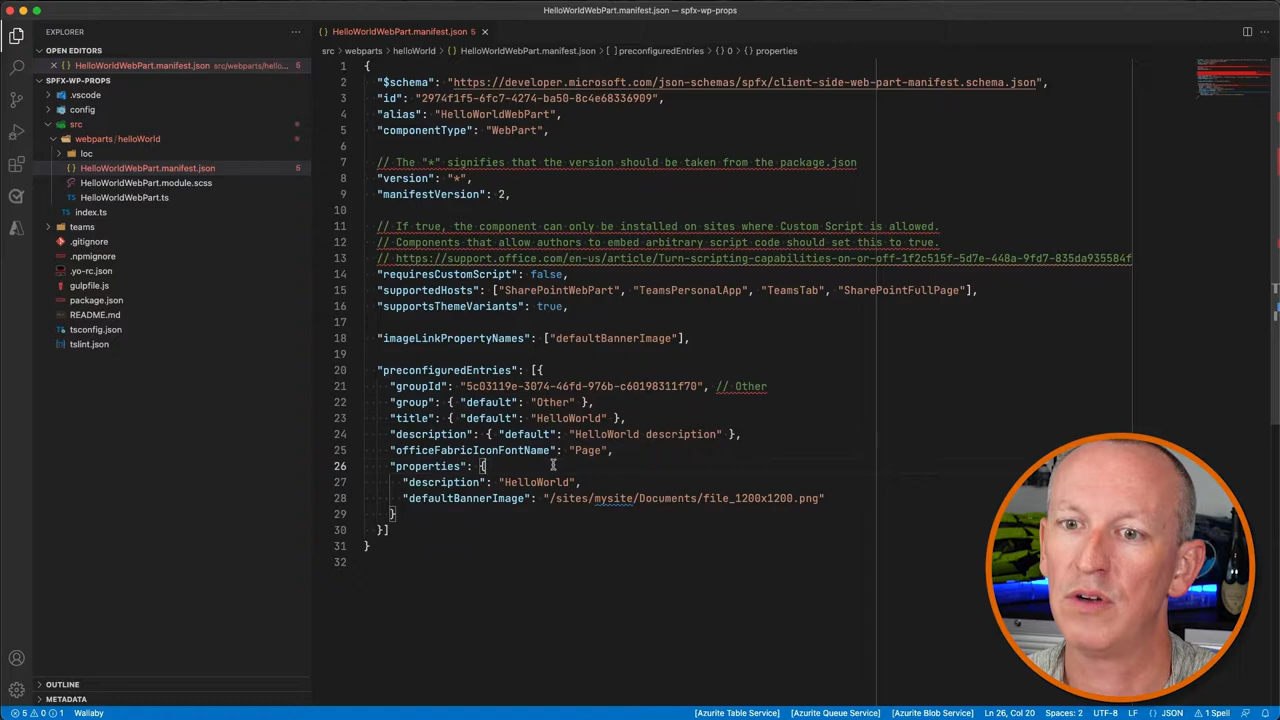 HelloWorldWebPart.manifest.json — spfx-wp-props
EXPLORER
OPEN EDITORS
HelloWorldWebPart.manifest.json src/webparts/hello... 5
SPFX-WP-PROPS
.vscode
config
src
webparts / helloWorld
loc
HelloWorldWebPart.manifest.json 5
HelloWorldWebPart.module.scss
HelloWorldWebPart.ts
index.ts
teams
.gitignore
.npmignore
.yo-rc.json
gulpfile.js
package.json
README.md
tsconfig.json
tslint.json
OUTLINE
METADATA
HelloWorldWebPart.manifest.json 5
src > webparts > helloWorld > HelloWorldWebPart.manifest.json > [ ] preconfiguredEntries > {} 0 > {} properties
1 {
2 "$schema": "https://developer.microsoft.com/json-schemas/spfx/client-side-web-part-manifest.schema.json",
3 "id": "2974f1f5-6fc7-4274-ba50-8c4e68336909",
4 "alias": "HelloWorldWebPart",
5 "componentType": "WebPart",
6
7 // The "*" signifies that the version should be taken from the package.json
8 "version": "*",
9 "manifestVersion": 2,
10
11 // If true, the component can only be installed on sites where Custom Script is allowed.
12 // Components that allow authors to embed arbitrary script code should set this to true.
13 // https://support.office.com/en-us/article/Turn-scripting-capabilities-on-or-off-1f2c515f-5d7e-448a-9fd7-835da935584f
14 "requiresCustomScript": false,
15 "supportedHosts": ["SharePointWebPart", "TeamsPersonalApp", "TeamsTab", "SharePointFullPage"],
16 "supportsThemeVariants": true,
17
18 "imageLinkPropertyNames": ["defaultBannerImage"],
19
20 "preconfiguredEntries": [{
21 "groupId": "5c03119e-3074-46fd-976b-c60198311f70", // Other
22 "group": { "default": "Other" },
23 "title": { "default": "HelloWorld" },
24 "description": { "default": "HelloWorld description" },
25 "officeFabricIconFontName": "Page",
26 "properties": {
27 "description": "HelloWorld",
28 "defaultBannerImage": "/sites/mysite/Documents/file_1200x1200.png"
29 }
30 }]
31 }
32
5 0 1 Wallaby [Azurite Table Service] [Azurite Queue Service] [Azurite Blob Service] Ln 26, Col 20 Spaces: 2 UTF-8 LF {} JSON 1 Spell